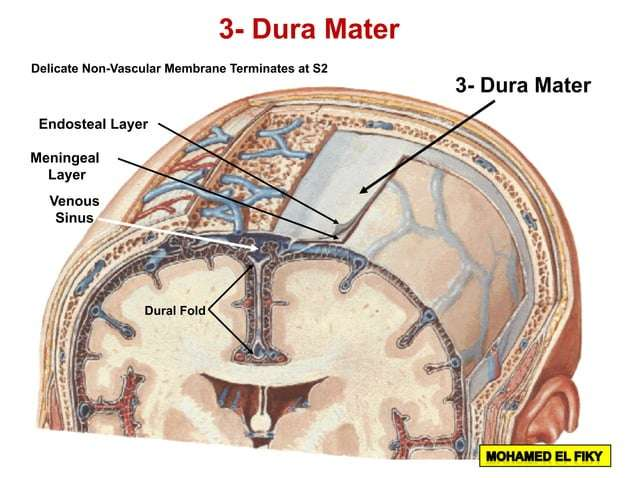 3- Dura Mater
Delicate Non-Vascular Membrane Terminates at S2
3- Dura Mater
Endosteal Layer
Meningeal
Layer
Venous
Sinus
Dural Fold
MOHAMED EL FIKY